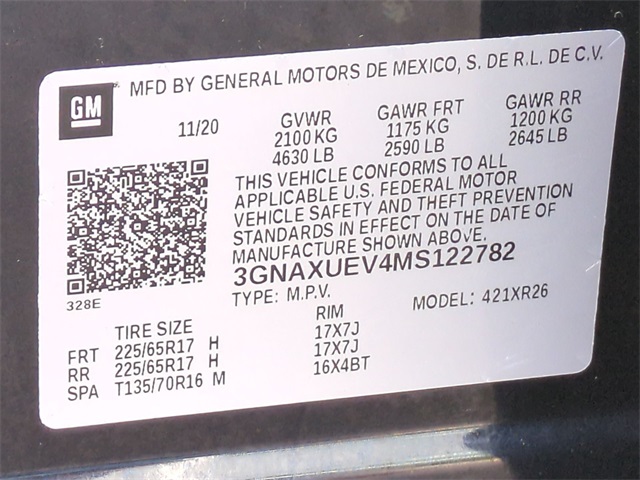 GM
MFD BY GENERAL MOTORS DE MEXICO, S. DE R.L. DE C.V.
11/20 GVWR GAWR FRT GAWR RR
2100 KG 1175 KG 1200 KG
4630 LB 2590 LB 2645 LB
THIS VEHICLE CONFORMS TO ALL
APPLICABLE U.S. FEDERAL MOTOR
VEHICLE SAFETY AND THEFT PREVENTION
STANDARDS IN EFFECT ON THE DATE OF
MANUFACTURE SHOWN ABOVE.
3GNAXUEV4MS122782
328E
TYPE: M.P.V. MODEL: 421XR26
TIRE SIZE RIM
FRT 225/65R17 H 17X7J
RR 225/65R17 H 17X7J
SPA T135/70R16 M 16X4BT